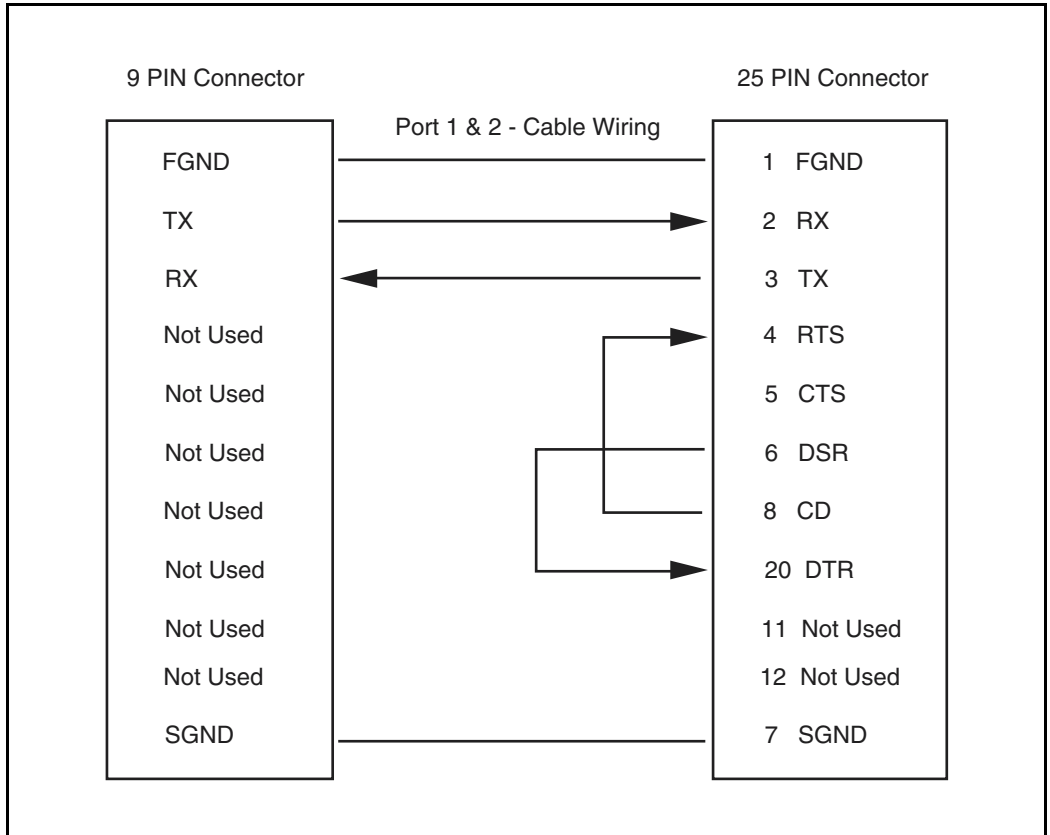 9 PIN Connector
25 PIN Connector
Port 1 & 2 - Cable Wiring
FGND
1 FGND
TX
2 RX
RX
3 TX
Not Used
4 RTS
Not Used
5 CTS
Not Used
6 DSR
Not Used
8 CD
Not Used
20 DTR
Not Used
11 Not Used
Not Used
12 Not Used
SGND
7 SGND